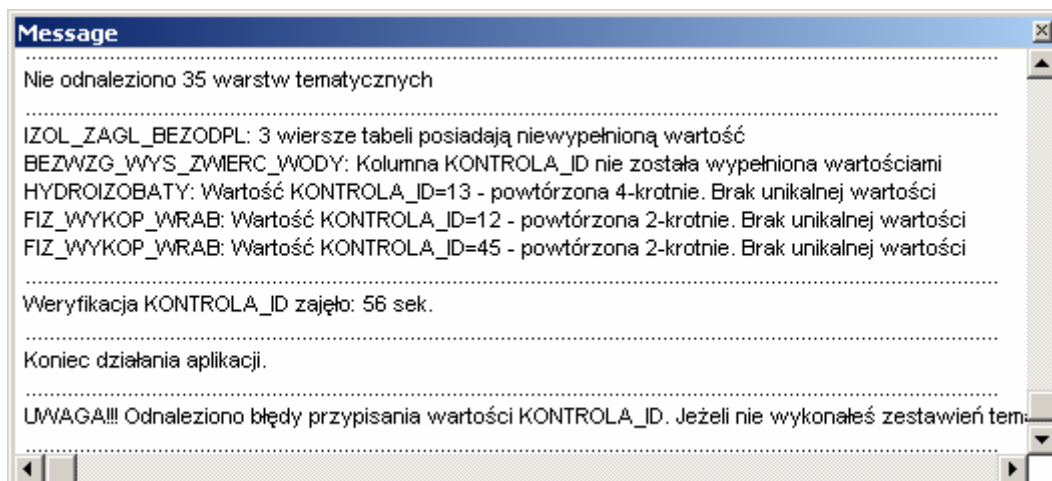 Message
Nie odnaleziono 35 warstw tematycznych
IZOL_ZAGL_BEZODPL: 3 wiersze tabeli posiadają niewypełnioną wartość
BEZWZG_WYS_ZWIERC_WODY: Kolumna KONTROLA_ID nie została wypełniona wartościami
HYDROIZOBATY: Wartość KONTROLA_ID=13 - powtórzona 4-krotnie. Brak unikalnej wartości
FIZ_WYKOP_WRAB: Wartość KONTROLA_ID=12 - powtórzona 2-krotnie. Brak unikalnej wartości
FIZ_WYKOP_WRAB: Wartość KONTROLA_ID=45 - powtórzona 2-krotnie. Brak unikalnej wartości
Weryfikacja KONTROLA_ID zajęło: 56 sek.
Koniec działania aplikacji.
UWAGA!!! Odnaleziono błędy przypisania wartości KONTROLA_ID. Jeżeli nie wykonałeś zestawień